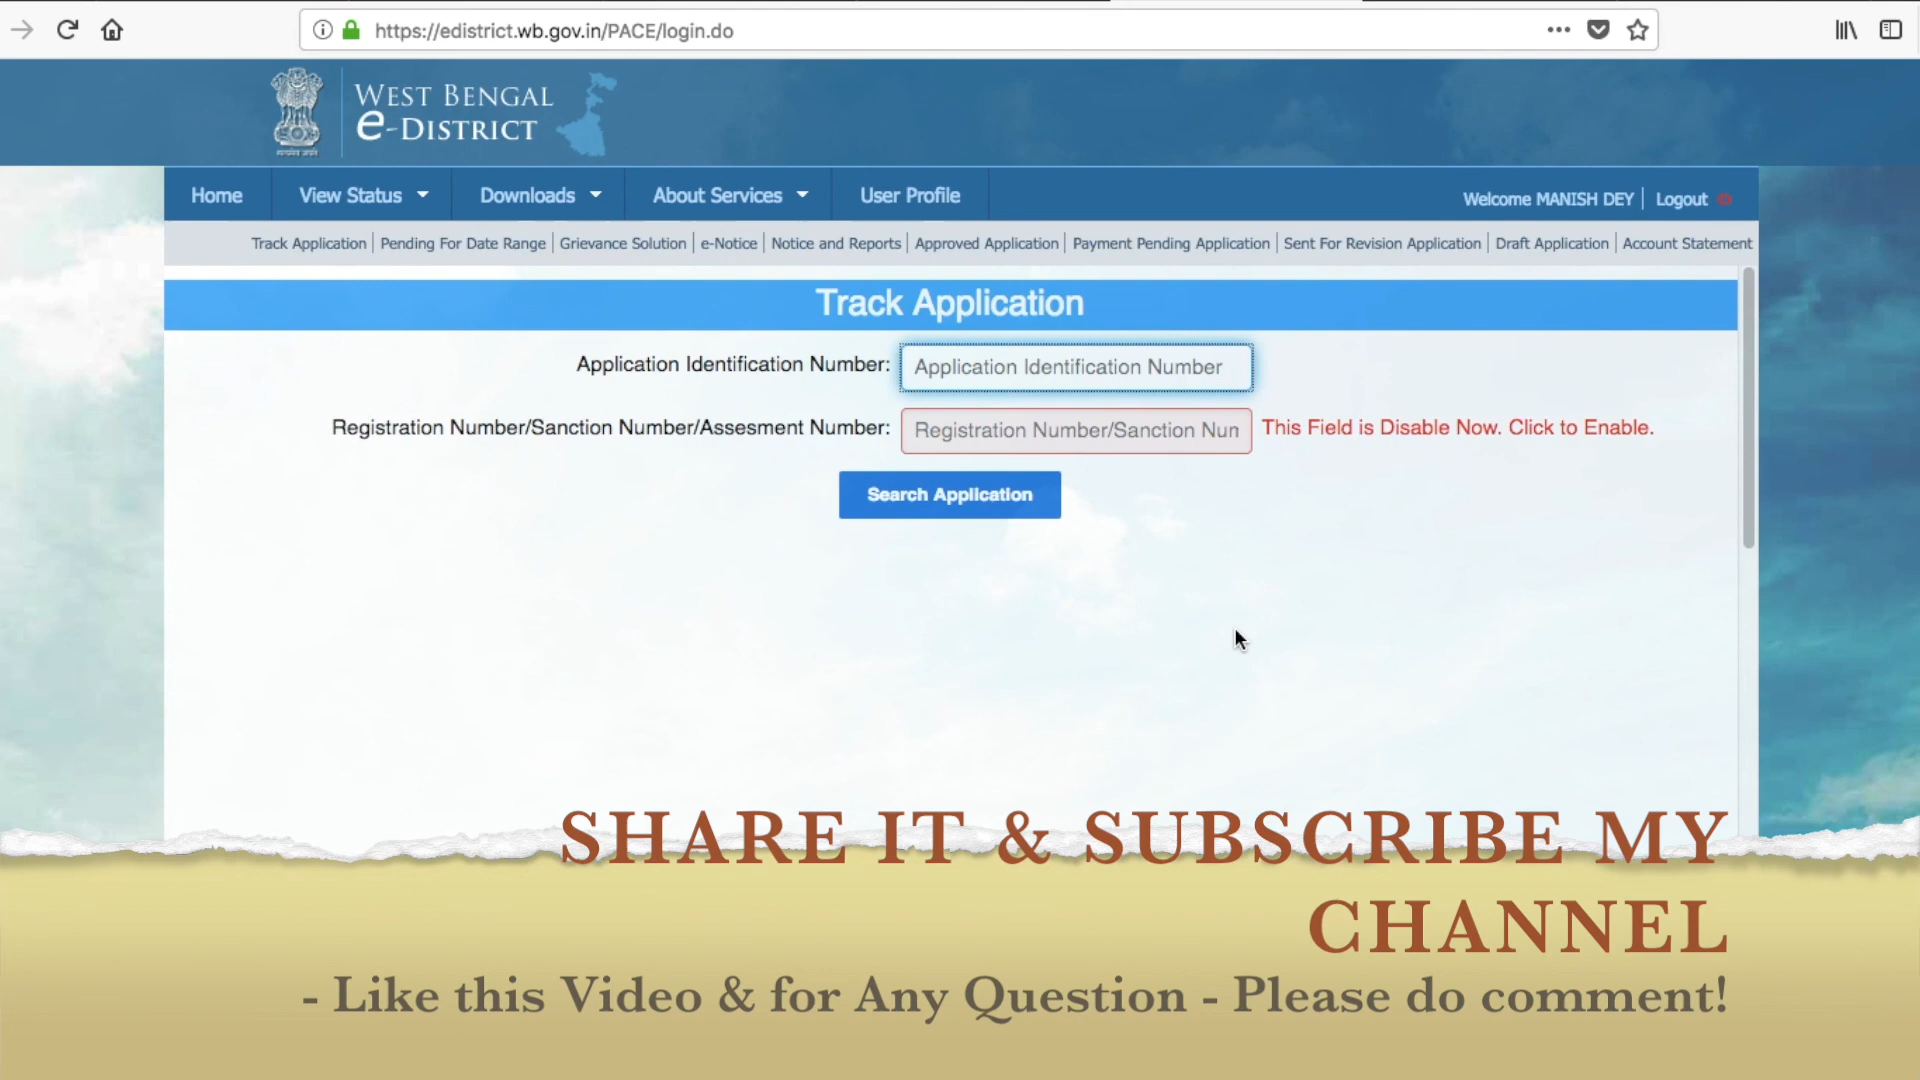 https://edistrict.wb.gov.in/PACE/login.do
WEST BENGAL
e-DISTRICT
Home View Status Downloads About Services User Profile Welcome MANISH DEY | Logout
Track Application | Pending For Date Range | Grievance Solution | e-Notice | Notice and Reports | Approved Application | Payment Pending Application | Sent For Revision Application | Draft Application | Account Statement
Track Application
Application Identification Number: Application Identification Number
Registration Number/Sanction Number/Assesment Number: Registration Number/Sanction Nun This Field is Disable Now. Click to Enable.
Search Application
SHARE IT & SUBSCRIBE MY
CHANNEL
- Like this Video & for Any Question - Please do comment!